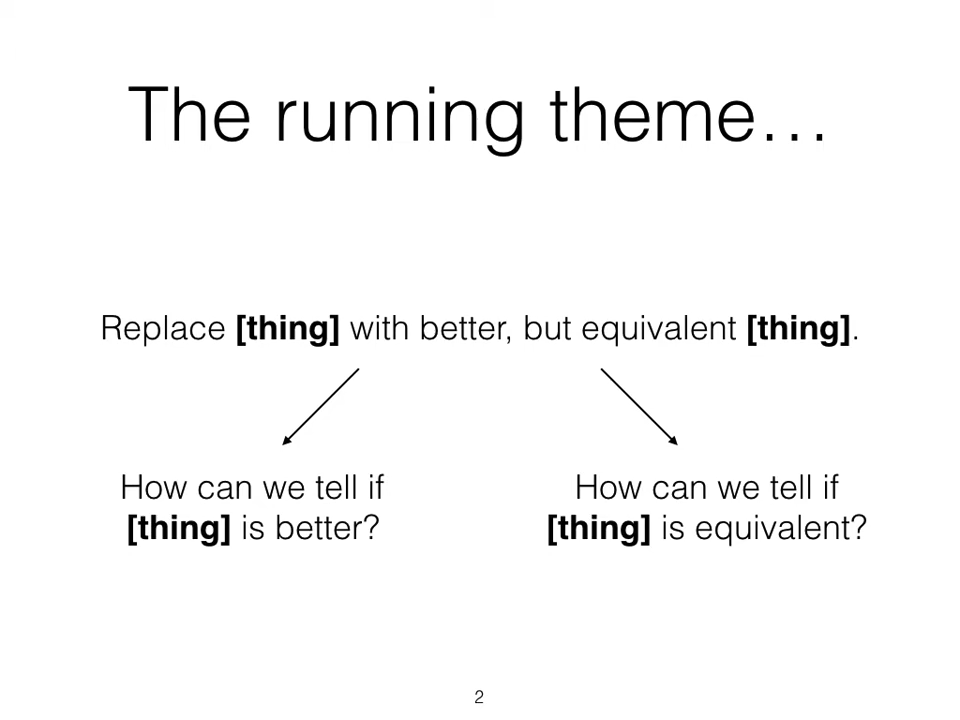 The running theme…
Replace [thing] with better, but equivalent [thing].
How can we tell if
[thing] is better?
How can we tell if
[thing] is equivalent?
2